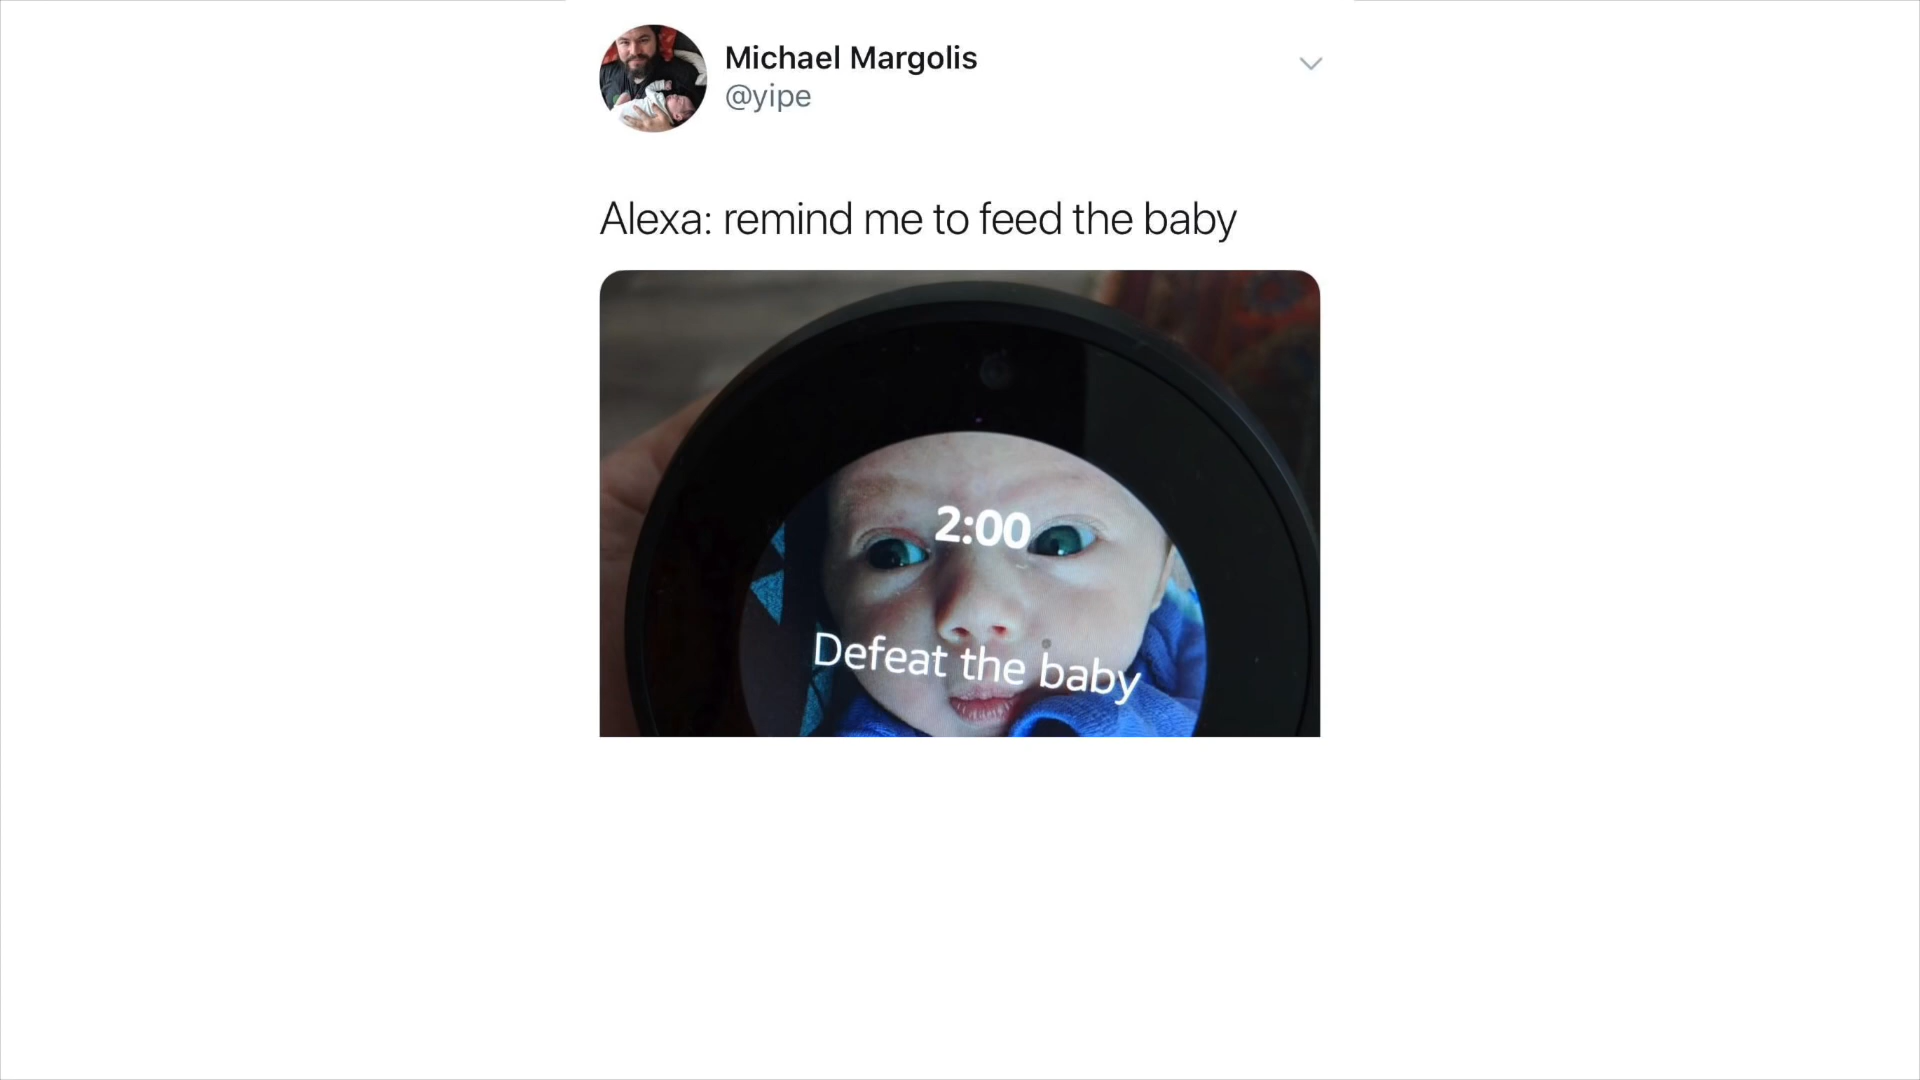 Michael Margolis
@yipe
Alexa: remind me to feed the baby
2:00
Defeat the baby